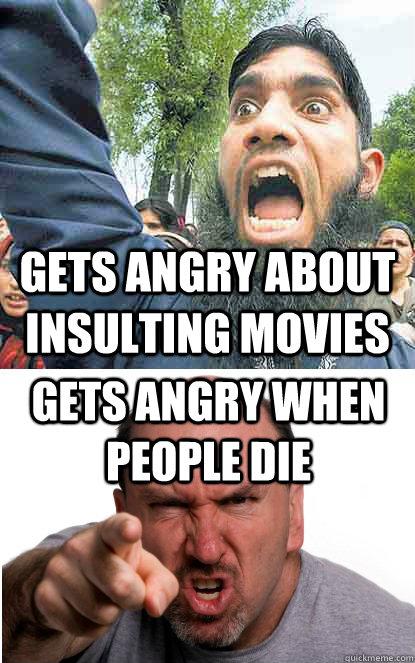 GETS ANGRY ABOUT
INSULTING MOVIES
GETS ANGRY WHEN
PEOPLE DIE
quickmeme.com